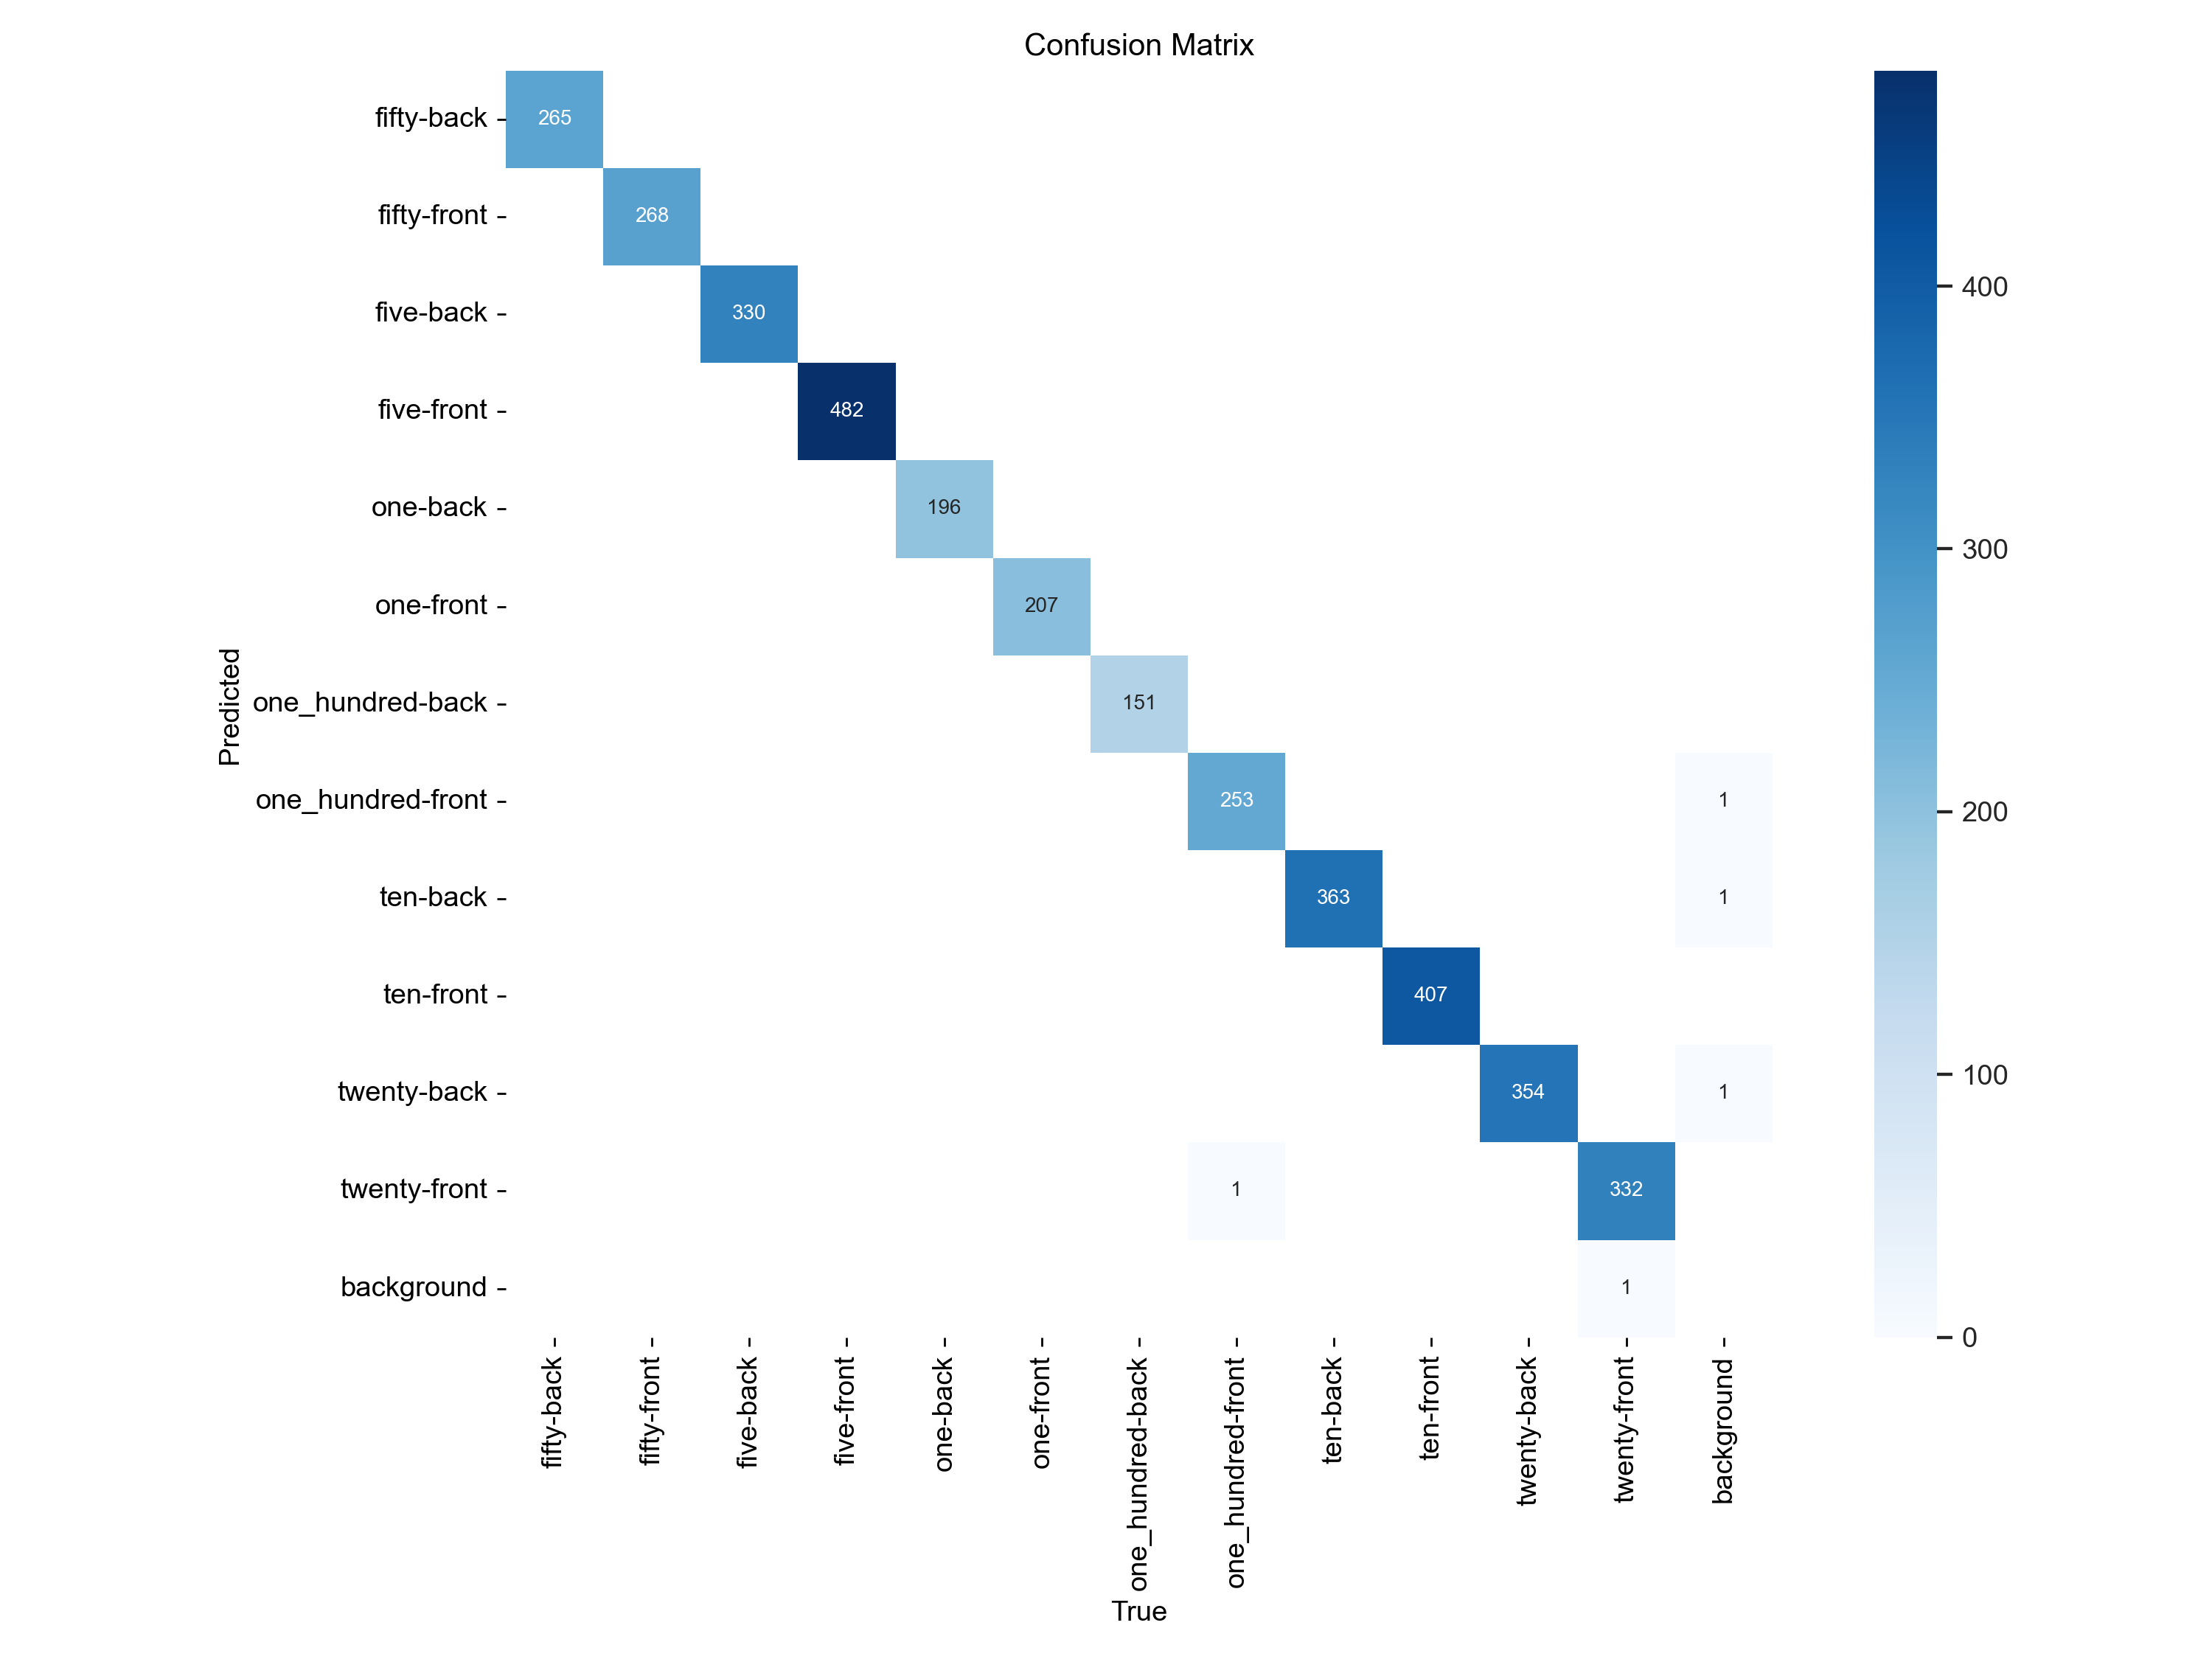 Confusion Matrix
fifty-back 265
fifty-front 268
five-back 330
five-front 482
one-back 196
one-front 207
one_hundred-back 151
one_hundred-front 253 1
ten-back 363 1
ten-front 407
twenty-back 354 1
twenty-front 1 332
background 1
Predicted
fifty-back
fifty-front
five-back
five-front
one-back
one-front
one_hundred-back
one_hundred-front
ten-back
ten-front
twenty-back
twenty-front
background
True
400
300
200
100
0